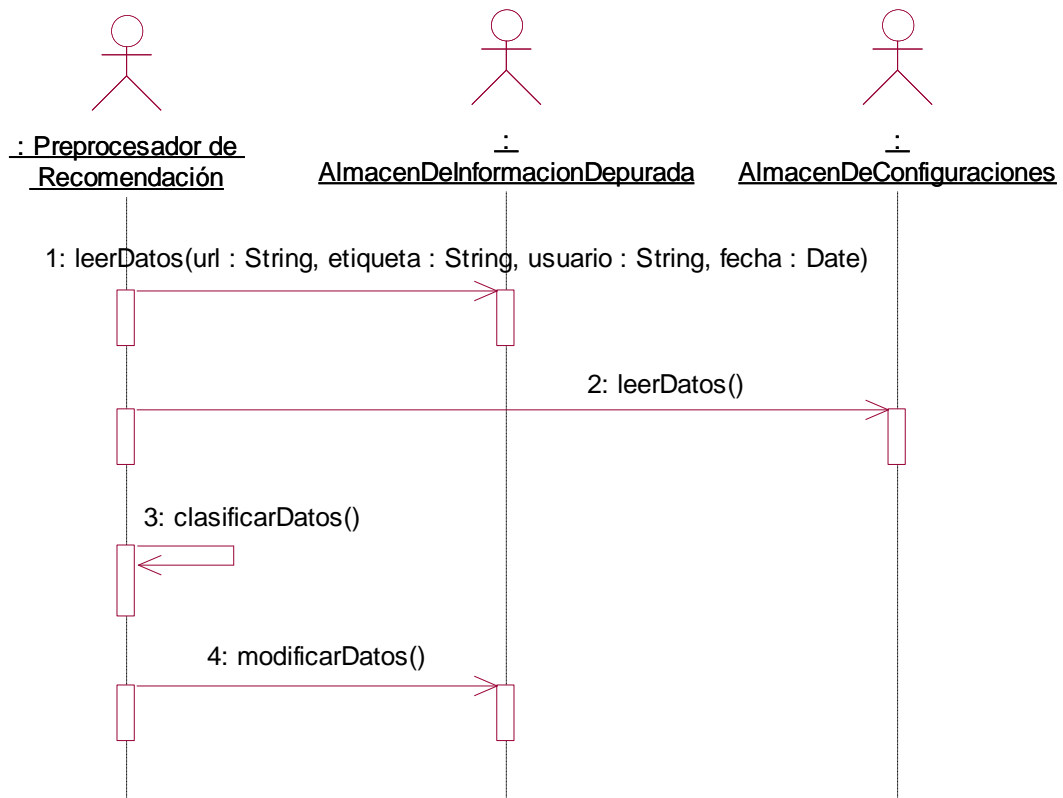 : Preprocesador de
Recomendación
:
AlmacenDeInformacionDepurada
:
AlmacenDeConfiguraciones
1: leerDatos(url : String, etiqueta : String, usuario : String, fecha : Date)
2: leerDatos()
3: clasificarDatos()
4: modificarDatos()